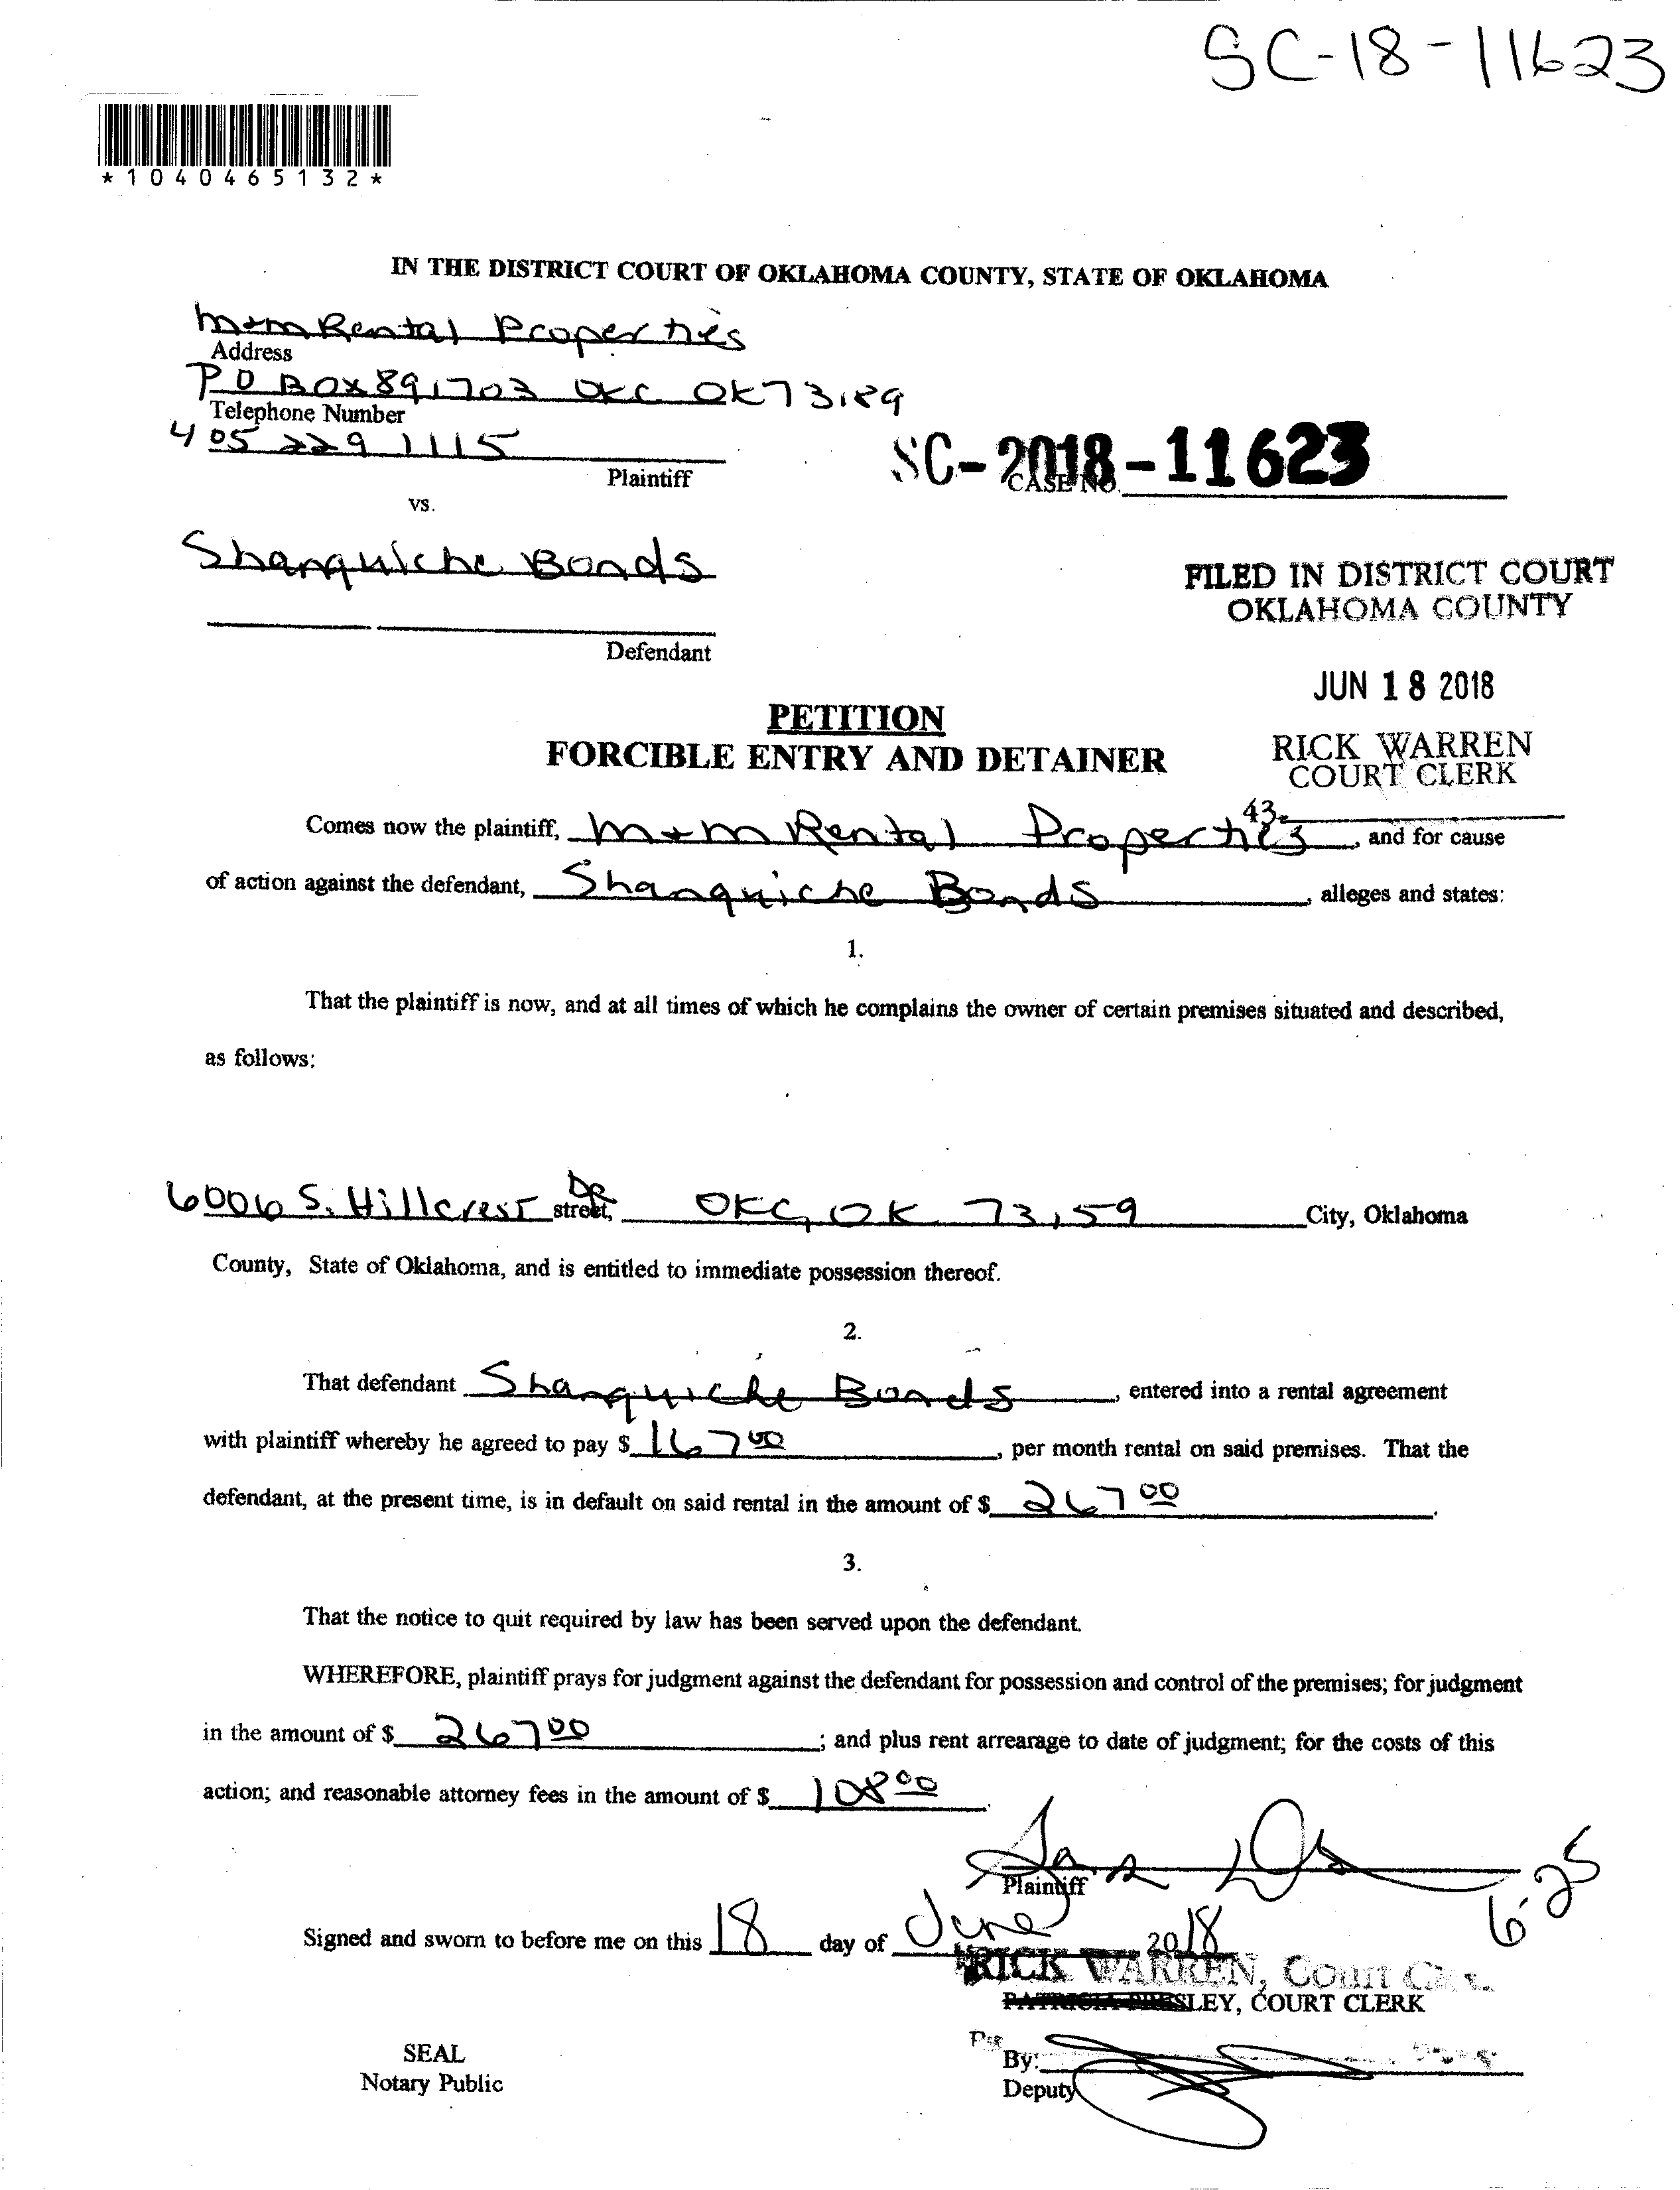 SC-18-11623
*1040465132*
IN THE DISTRICT COURT OF OKLAHOMA COUNTY, STATE OF OKLAHOMA
M+M Rental Properties
Address
PO BOX 891703 OKC OK 73189
Telephone Number
405 229 1115
Plaintiff
SC-2018-11623
CASE NO.
vs.
Shanquiche Bonds
Defendant
FILED IN DISTRICT COURT
OKLAHOMA COUNTY
JUN 18 2018
RICK WARREN
COURT CLERK
43
PETITION
FORCIBLE ENTRY AND DETAINER
Comes now the plaintiff, M+M Rental Properties, and for cause
of action against the defendant, Shanquiche Bonds, alleges and states:
1.
That the plaintiff is now, and at all times of which he complains the owner of certain premises situated and described,
as follows:
6006 S. Hillcrest Dr street, OKC, OK 73159 City, Oklahoma
County, State of Oklahoma, and is entitled to immediate possession thereof.
2.
That defendant Shanquiche Bonds, entered into a rental agreement
with plaintiff whereby he agreed to pay $ 167 00, per month rental on said premises. That the
defendant, at the present time, is in default on said rental in the amount of $ 267 00.
3.
That the notice to quit required by law has been served upon the defendant.
WHEREFORE, plaintiff prays for judgment against the defendant for possession and control of the premises; for judgment
in the amount of $ 267 00; and plus rent arrearage to date of judgment; for the costs of this
action; and reasonable attorney fees in the amount of $ 108 00.
Plaintiff
6-25
Signed and sworn to before me on this 18 day of June 2018
RICK WARREN, Court
PATRICIA PRESLEY, COURT CLERK
SEAL
Notary Public
By:
Deputy